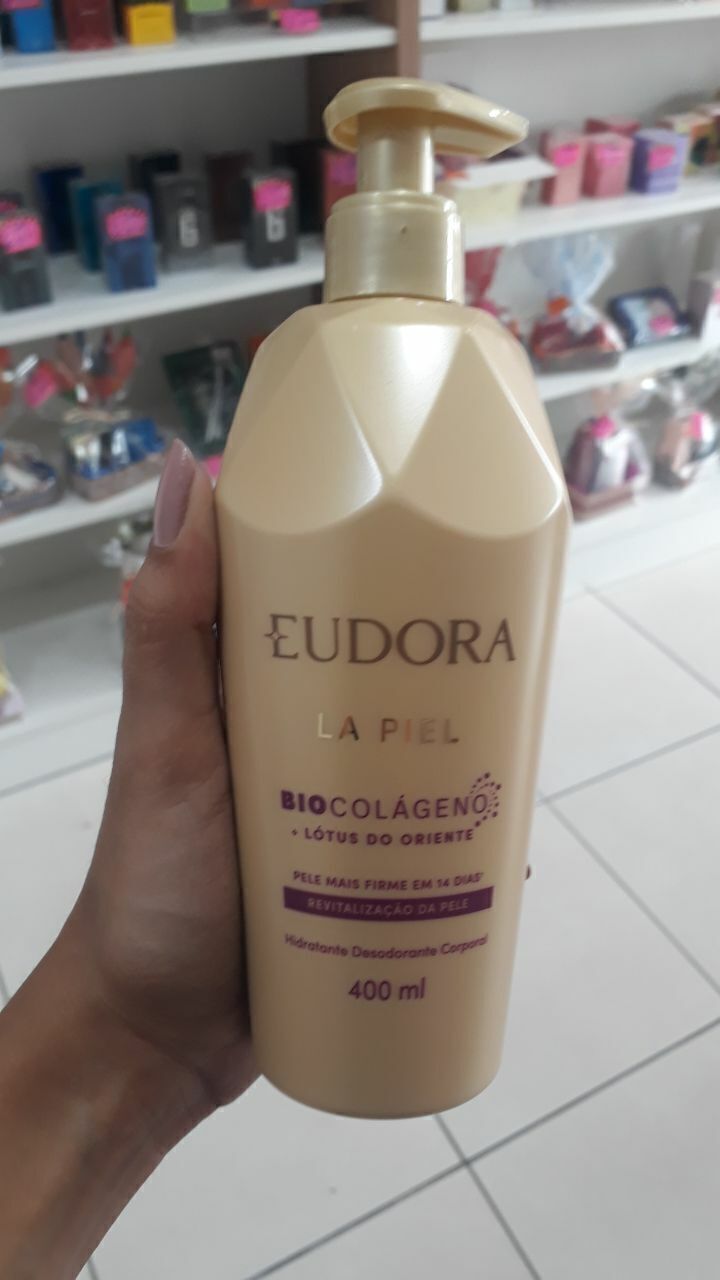 EUDORA
LA PIEL
BIOCOLÁGENO
+ LÓTUS DO ORIENTE
PELE MAIS FIRME EM 14 DIAS*
REVITALIZAÇÃO DA PELE
Hidratante Desodorante Corporal
400 ml